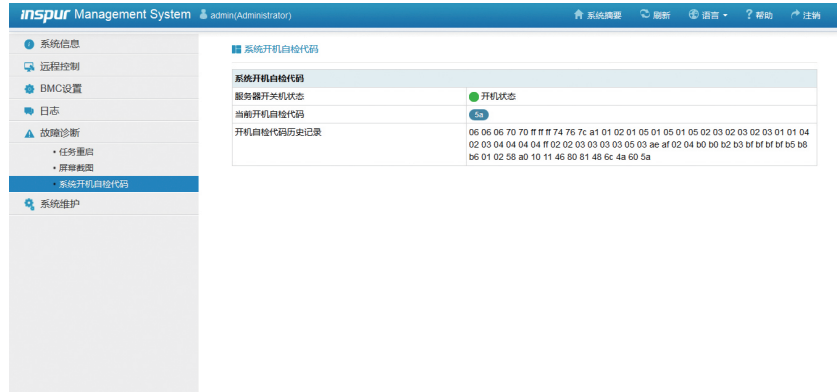 inspur Management System admin(Administrator) 系统摘要 刷新 语言 ? 帮助 注销
系统信息
远程控制
BMC设置
日志
故障诊断
• 任务重启
• 屏幕截图
• 系统开机自检代码
系统维护
系统开机自检代码
系统开机自检代码
服务器开关机状态 开机状态
当前开机自检代码 5a
开机自检代码历史记录 06 06 06 70 70 ff ff ff 74 76 7c a1 01 02 01 05 01 05 01 05 02 03 02 03 02 03 01 01 04
02 03 04 04 04 04 ff 02 02 03 03 03 03 05 03 ae af 02 04 b0 b0 b2 b3 bf bf bf bf b5 b8
b6 01 02 58 a0 10 11 46 80 81 48 6c 4a 60 5a